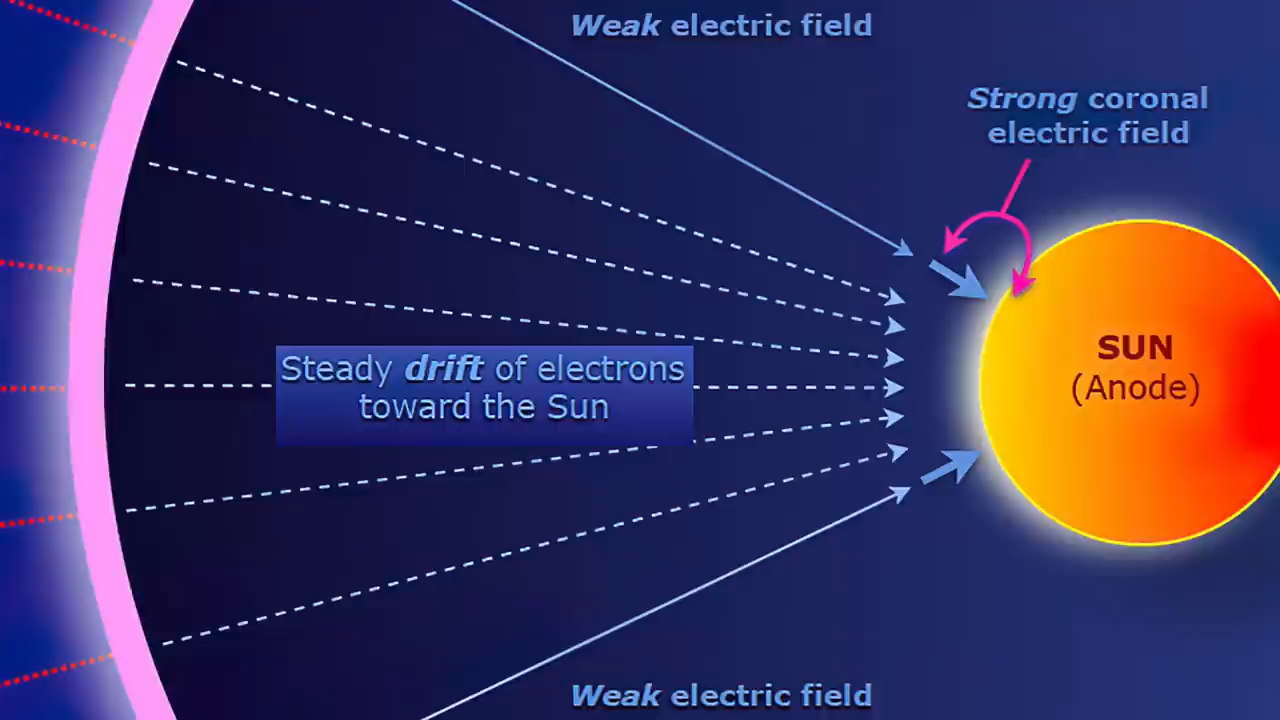 Weak electric field
Strong coronal
electric field
SUN
(Anode)
Steady drift of electrons
toward the Sun
Weak electric field